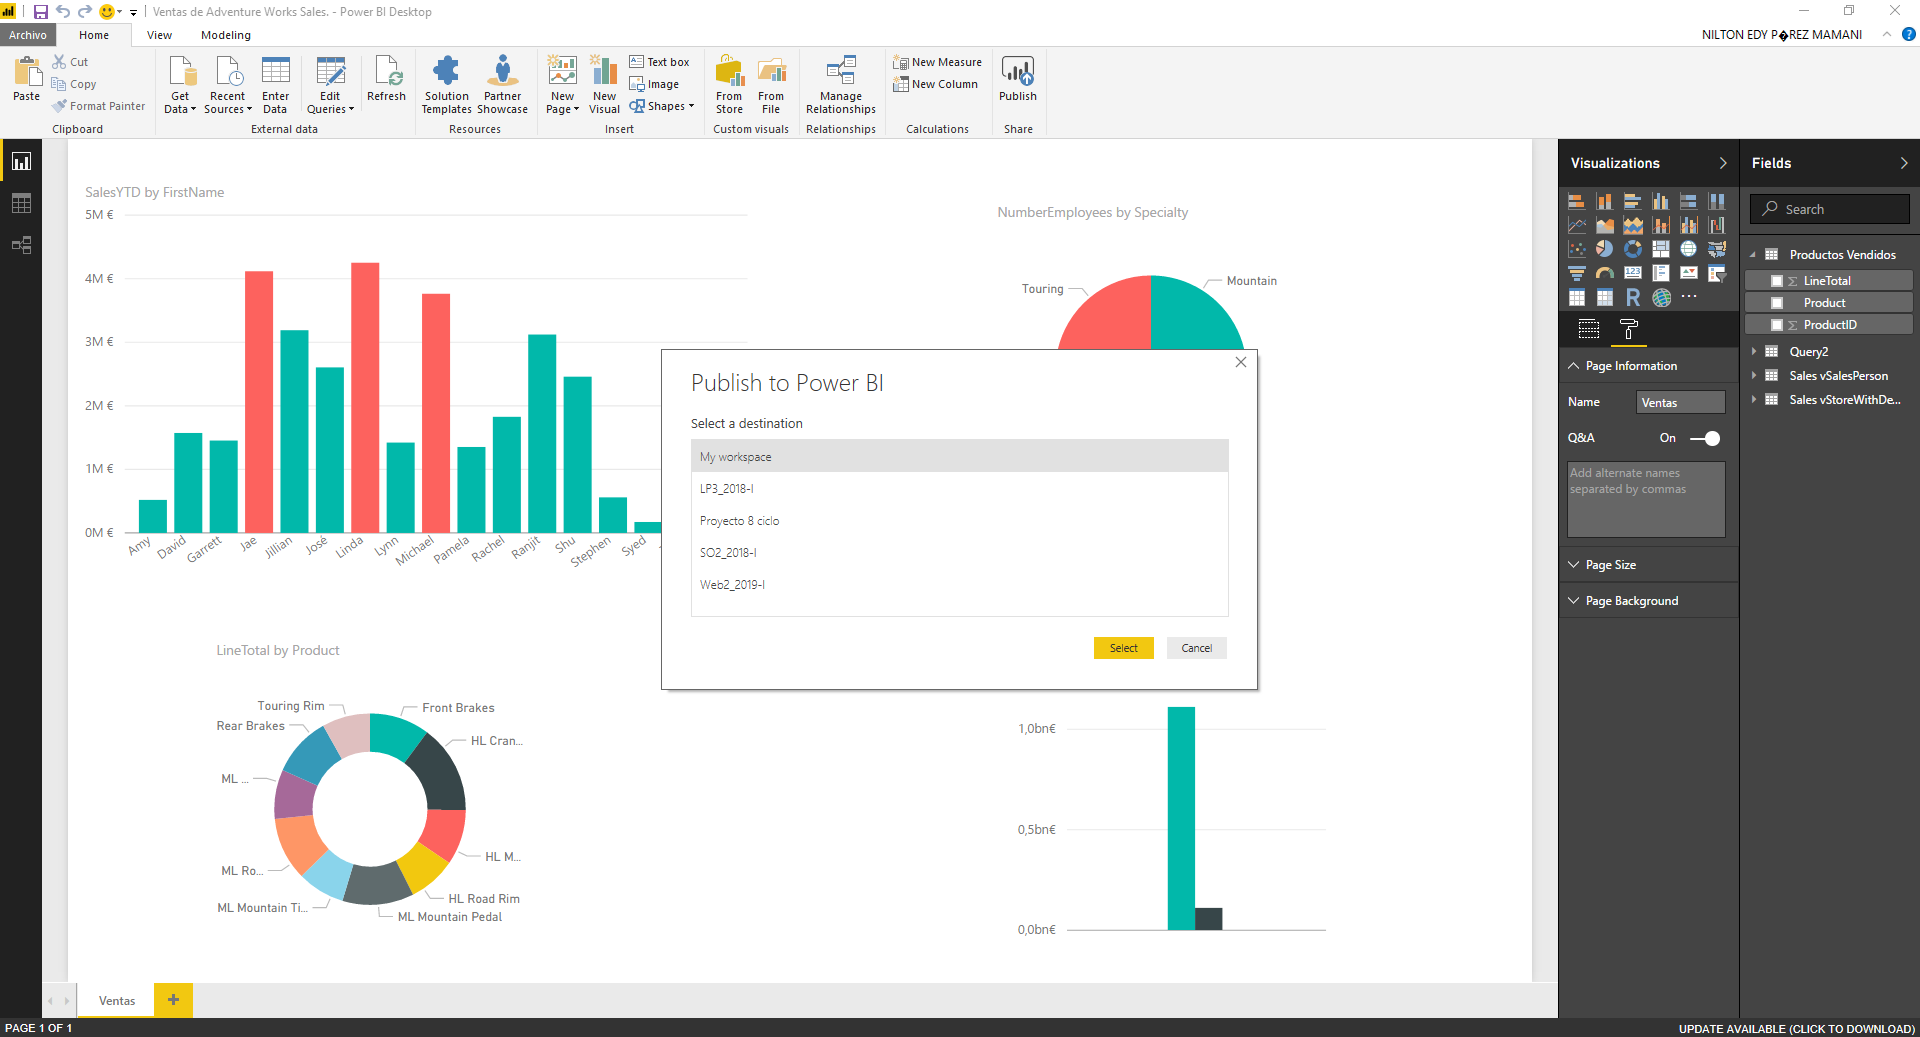 Ventas de Adventure Works Sales. - Power BI Desktop
Archivo
Home
View
Modeling
NILTON EDY P�REZ MAMANI
Paste
Cut
Copy
Format Painter
Clipboard
Get Data
Recent Sources
Enter Data
Edit Queries
Refresh
External data
Solution Templates
Partner Showcase
Resources
New Page
New Visual
Text box
Image
Shapes
Insert
From Store
From File
Custom visuals
Manage Relationships
Relationships
New Measure
New Column
Calculations
Publish
Share
SalesYTD by FirstName
5M €
4M €
3M €
2M €
1M €
0M €
Amy
David
Garrett
Jae
Jillian
José
Linda
Lynn
Michael
Pamela
Rachel
Ranjit
Shu
Stephen
Syed
NumberEmployees by Specialty
Touring
Mountain
Publish to Power BI
Select a destination
My workspace
LP3_2018-I
Proyecto 8 ciclo
SO2_2018-I
Web2_2019-I
Select
Cancel
LineTotal by Product
Touring Rim
Front Brakes
Rear Brakes
HL Cran...
ML ...
HL M...
ML Ro...
HL Road Rim
ML Mountain Ti...
ML Mountain Pedal
1,0bn€
0,5bn€
0,0bn€
Visualizations
Page Information
Name
Ventas
Q&A
On
Add alternate names
separated by commas
Page Size
Page Background
Fields
Search
Productos Vendidos
LineTotal
Product
ProductID
Query2
Sales vSalesPerson
Sales vStoreWithDe...
Ventas
PAGE 1 OF 1
UPDATE AVAILABLE (CLICK TO DOWNLOAD)